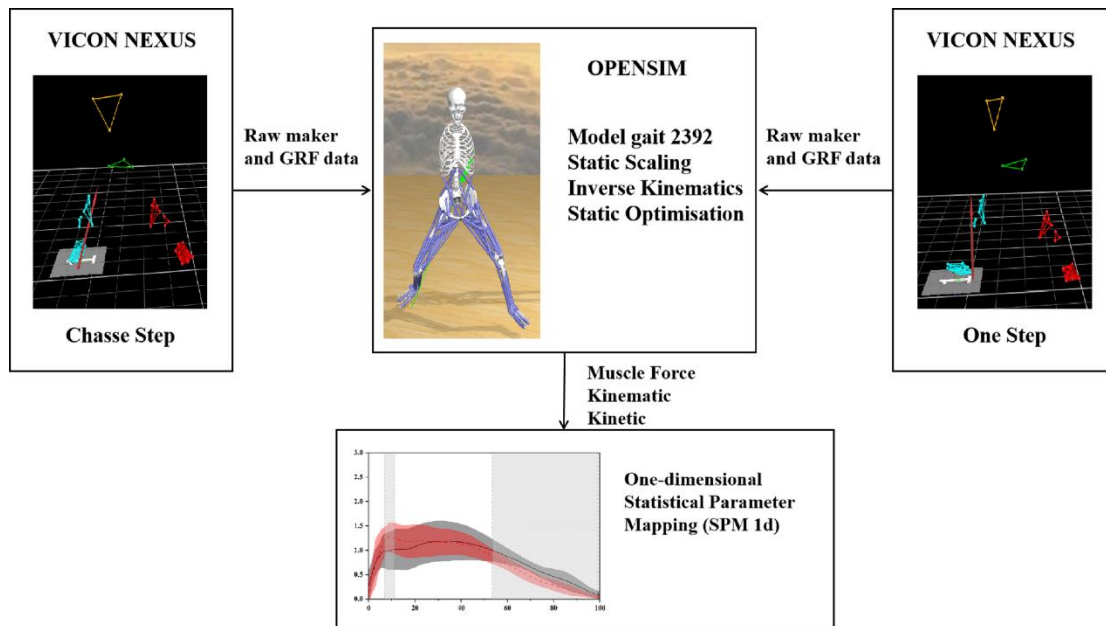 VICON NEXUS
Chasse Step
Raw maker
and GRF data
OPENSIM
Model gait 2392
Static Scaling
Inverse Kinematics
Static Optimisation
Raw maker
and GRF data
VICON NEXUS
One Step
Muscle Force
Kinematic
Kinetic
3.0
2.5
2.0
1.5
1.0
0.5
0.0
0 20 40 60 80 100
One-dimensional
Statistical Parameter
Mapping (SPM 1d)